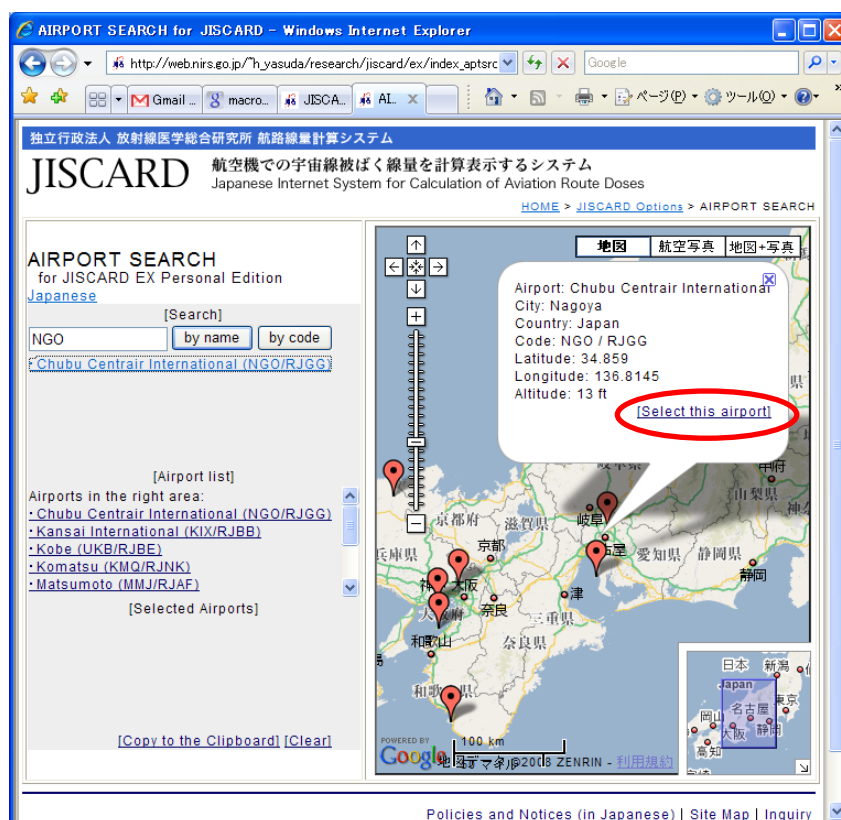 AIRPORT SEARCH for JISCARD - Windows Internet Explorer
http://web.nirs.go.jp/~h_yasuda/research/jiscard/ex/index_aptsrc
Google
Gmail ...
macro...
JISCA...
AI...
ページ(P)
ツール(O)
独立行政法人 放射線医学総合研究所 航路線量計算システム
JISCARD
航空機での宇宙線被ばく線量を計算表示するシステム
Japanese Internet System for Calculation of Aviation Route Doses
HOME > JISCARD Options > AIRPORT SEARCH
AIRPORT SEARCH
for JISCARD EX Personal Edition
Japanese
[Search]
NGO
by name
by code
・Chubu Centrair International (NGO/RJGG)
[Airport list]
Airports in the right area:
・Chubu Centrair International (NGO/RJGG)
・Kansai International (KIX/RJBB)
・Kobe (UKB/RJBE)
・Komatsu (KMQ/RJNK)
・Matsumoto (MMJ/RJAF)
[Selected Airports]
[Copy to the Clipboard] [Clear]
地図
航空写真
地図+写真
Airport: Chubu Centrair International
City: Nagoya
Country: Japan
Code: NGO / RJGG
Latitude: 34.859
Longitude: 136.8145
Altitude: 13 ft
[Select this airport]
岐阜県
甲府
山梨県
京都府
滋賀県
岐阜
兵庫県
京都
愛知県
静岡県
静岡
大阪
津
奈良
三重県
和歌山
奈良県
日本
新潟
Japan
東京
名古屋
岡山
大阪
静岡
高知
100 km
POWERED BY
Google
©2008 ZENRIN - 利用規約
Policies and Notices (in Japanese) | Site Map | Inquiry